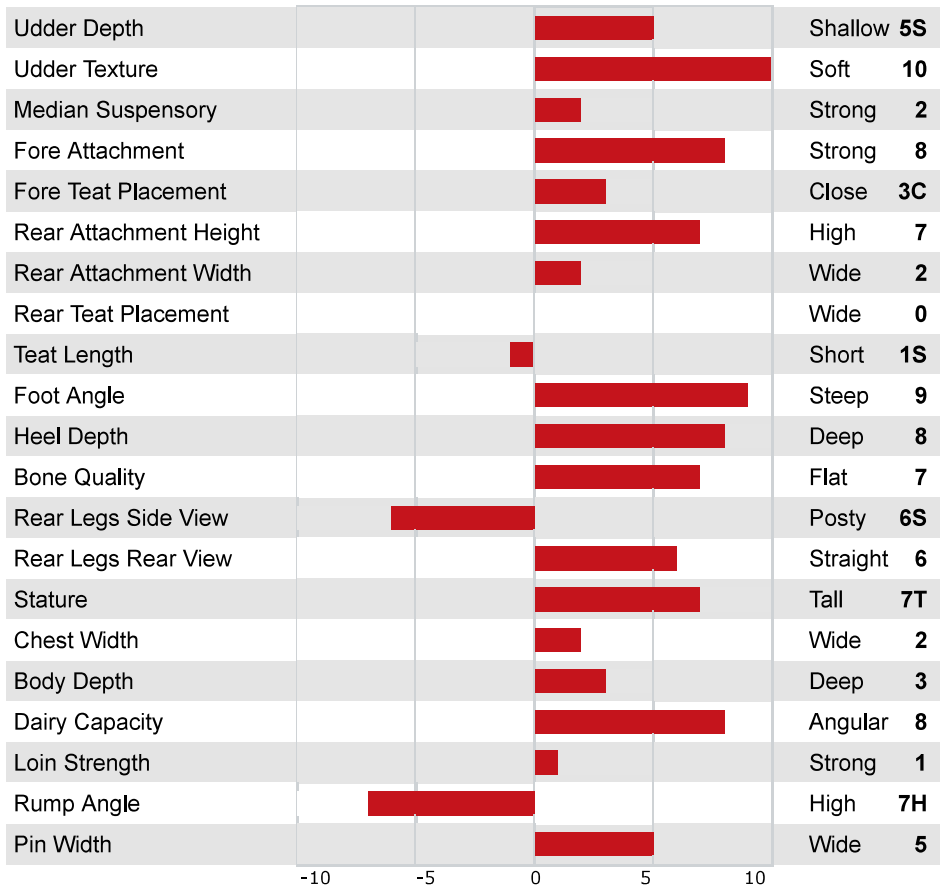 Udder Depth Shallow 5S
Udder Texture Soft 10
Median Suspensory Strong 2
Fore Attachment Strong 8
Fore Teat Placement Close 3C
Rear Attachment Height High 7
Rear Attachment Width Wide 2
Rear Teat Placement Wide 0
Teat Length Short 1S
Foot Angle Steep 9
Heel Depth Deep 8
Bone Quality Flat 7
Rear Legs Side View Posty 6S
Rear Legs Rear View Straight 6
Stature Tall 7T
Chest Width Wide 2
Body Depth Deep 3
Dairy Capacity Angular 8
Loin Strength Strong 1
Rump Angle High 7H
Pin Width Wide 5
-10 -5 0 5 10